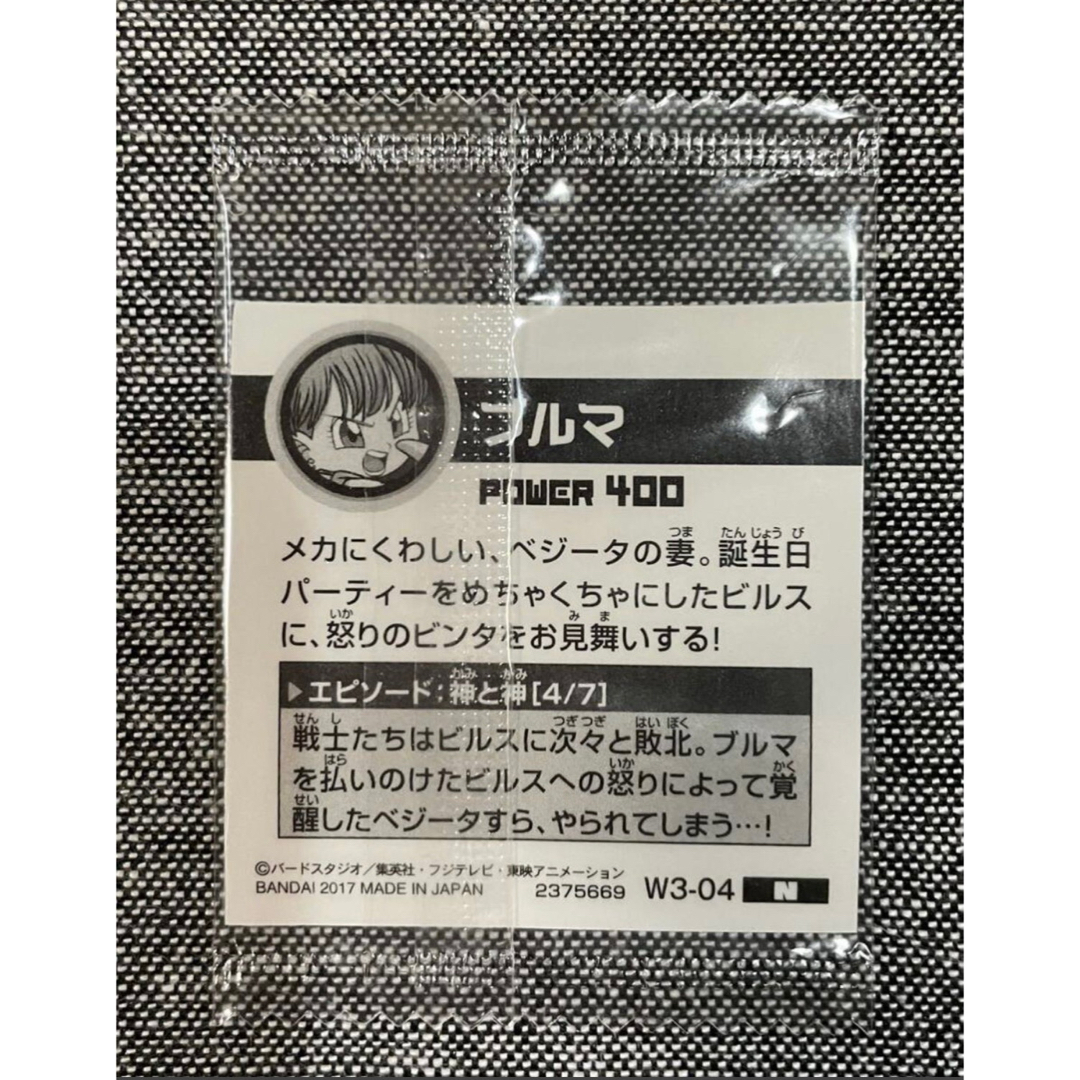 ブルマ
POWER 400
メカにくわしい、ベジータの妻。誕生日
パーティーをめちゃくちゃにしたビルス
に、怒りのビンタをお見舞いする!
▶エピソード:神と神[4/7]
戦士たちはビルスに次々と敗北。ブルマ
を払いのけたビルスへの怒りによって覚
醒したベジータすら、やられてしまう…!
©バードスタジオ/集英社・フジテレビ・東映アニメーション
BANDAI 2017 MADE IN JAPAN 2375669 W3-04 N